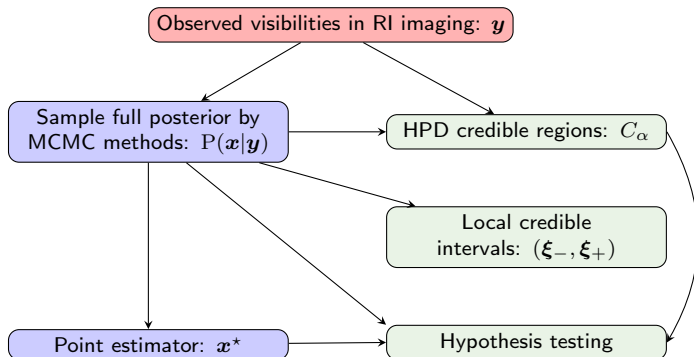 Observed visibilities in RI imaging: y
Sample full posterior by
MCMC methods: P(x|y)
HPD credible regions: Cα
Local credible
intervals: (ξ−, ξ+)
Point estimator: x⋆
Hypothesis testing